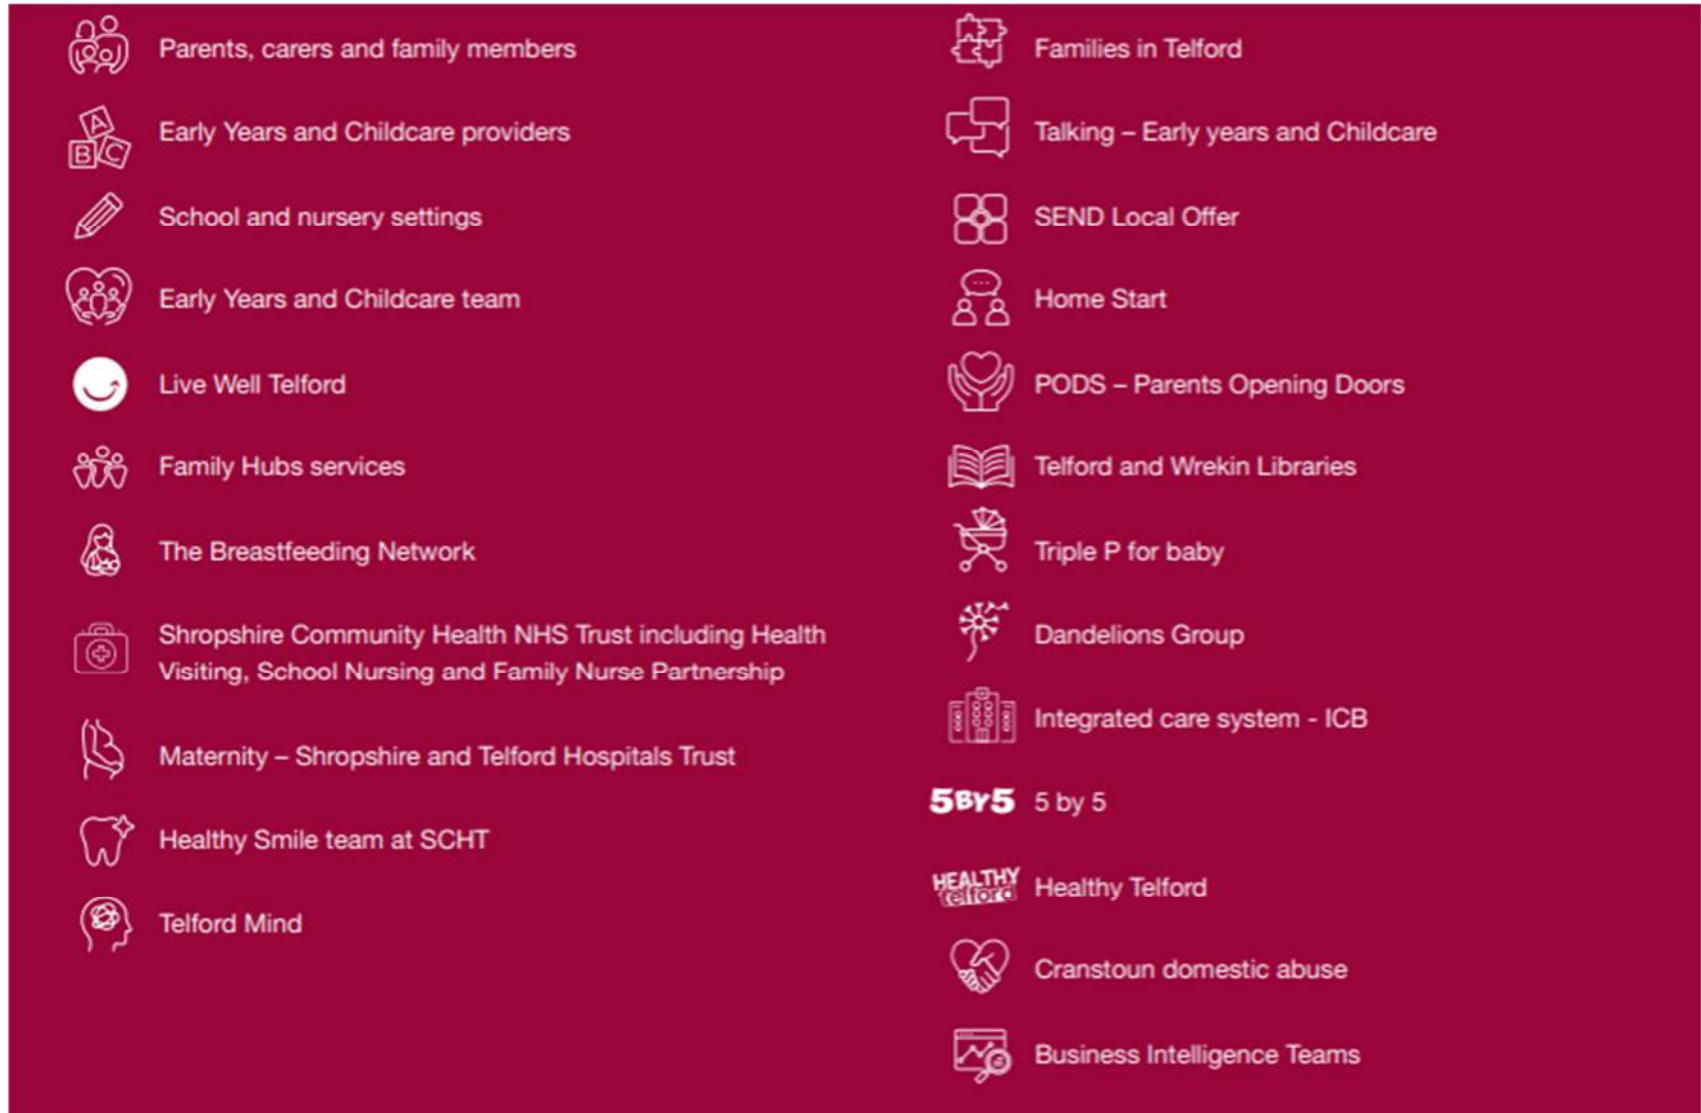 Parents, carers and family members
A
B C
Early Years and Childcare providers
School and nursery settings
Early Years and Childcare team
Live Well Telford
Family Hubs services
The Breastfeeding Network
Shropshire Community Health NHS Trust including Health
Visiting, School Nursing and Family Nurse Partnership
Maternity – Shropshire and Telford Hospitals Trust
Healthy Smile team at SCHT
Telford Mind
Families in Telford
Talking – Early years and Childcare
SEND Local Offer
Home Start
PODS – Parents Opening Doors
Telford and Wrekin Libraries
Triple P for baby
Dandelions Group
Integrated care system - ICB
5BY5 5 by 5
HEALTHY
telford
Healthy Telford
Cranstoun domestic abuse
Business Intelligence Teams